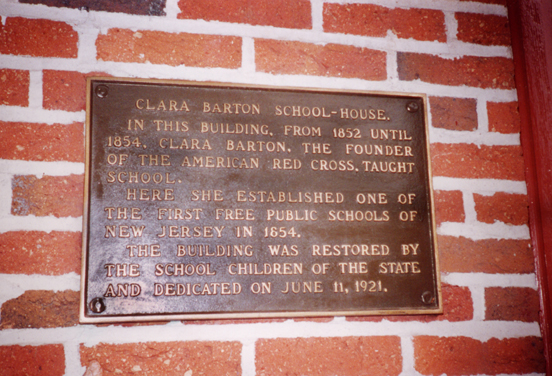 CLARA BARTON SCHOOL-HOUSE.
IN THIS BUILDING, FROM 1852 UNTIL
1854, CLARA BARTON, THE FOUNDER
OF THE AMERICAN RED CROSS, TAUGHT
SCHOOL.
HERE SHE ESTABLISHED ONE OF
THE FIRST FREE PUBLIC SCHOOLS OF
NEW JERSEY IN 1854.
THE BUILDING WAS RESTORED BY
THE SCHOOL CHILDREN OF THE STATE
AND DEDICATED ON JUNE 11, 1921.